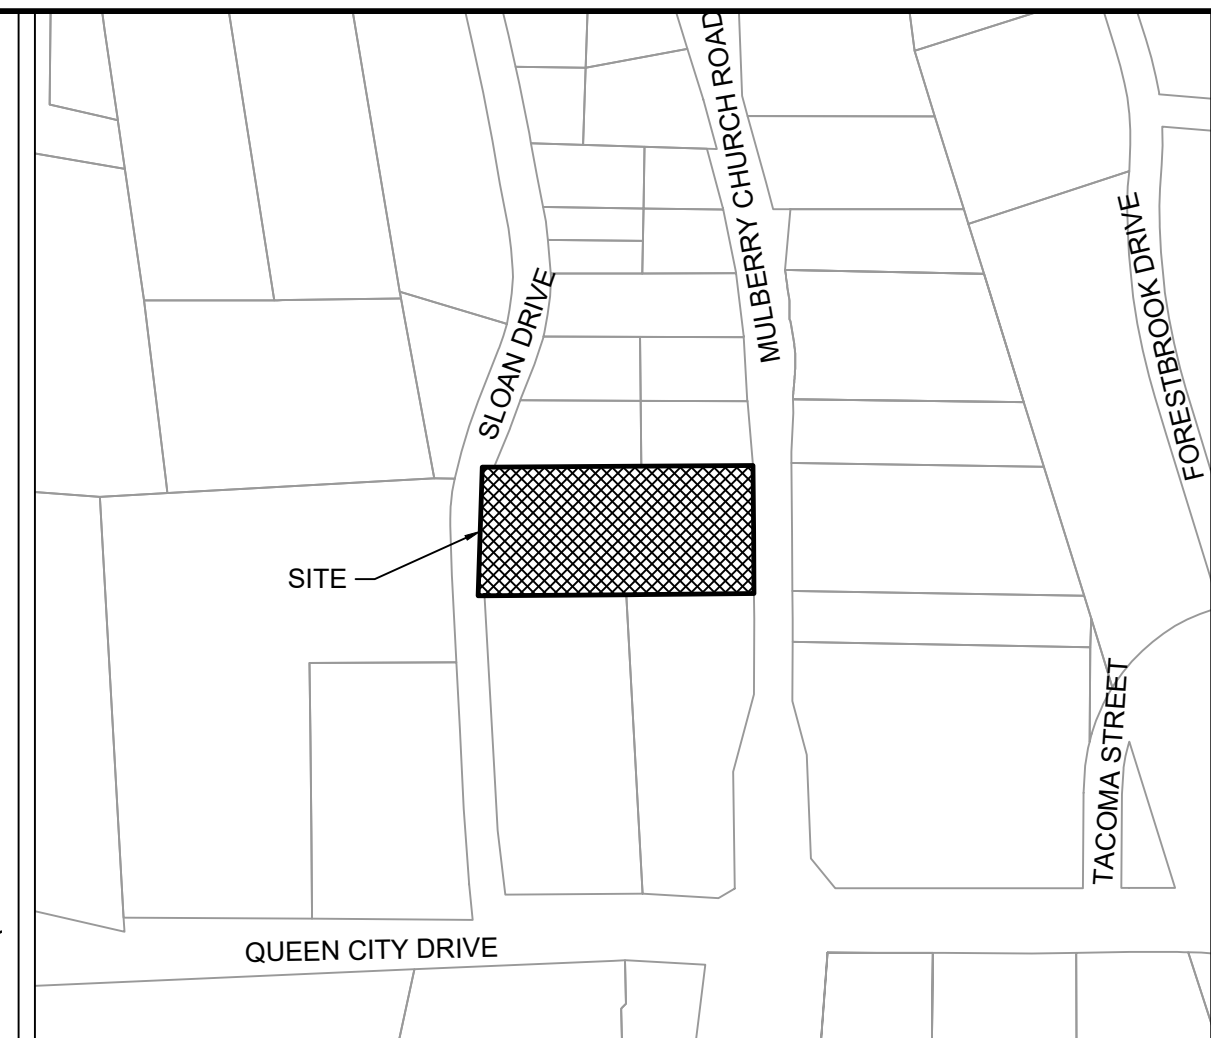 MULBERRY CHURCH ROAD
FORESTBROOK DRIVE
SLOAN DRIVE
SITE
TACOMA STREET
QUEEN CITY DRIVE